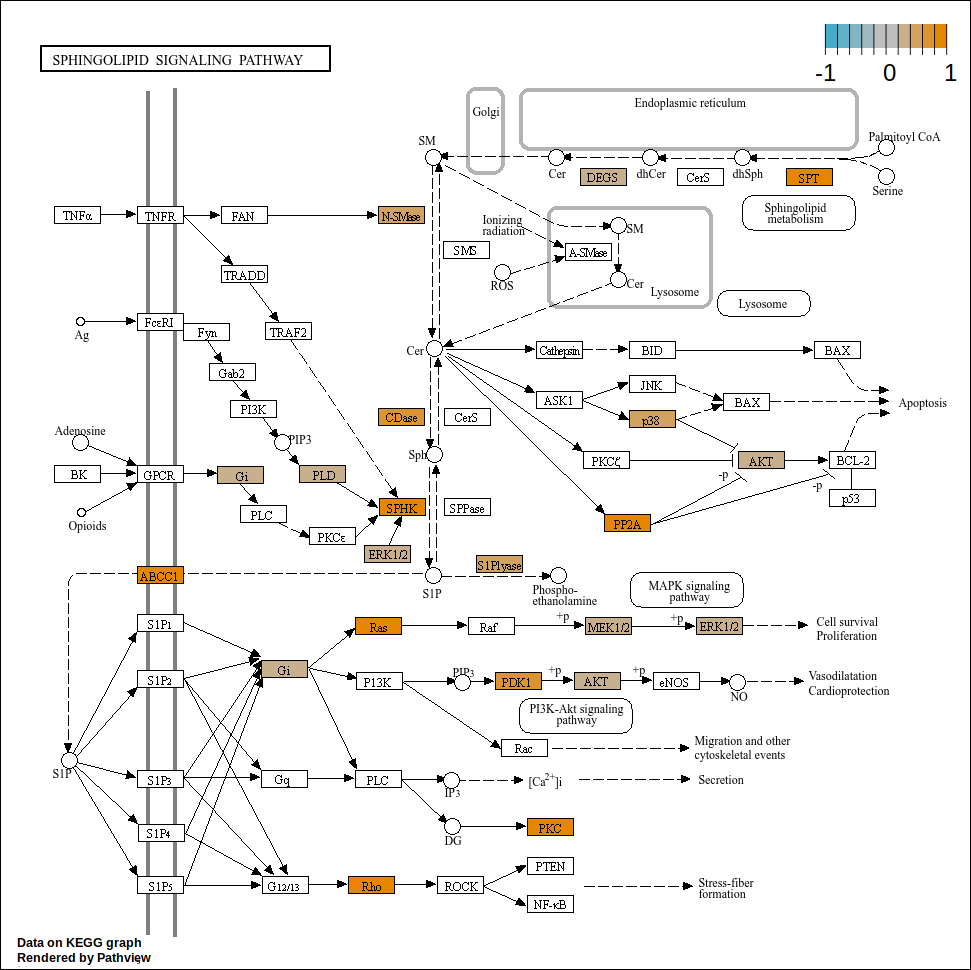 SPHINGOLIPID SIGNALING PATHWAY
-1 0 1
Golgi
Endoplasmic reticulum
SM
Palmitoyl CoA
Cer
DEGS
dhCer
CerS
dhSph
SPT
Serine
Sphingolipid
metabolism
TNFα
TNFR
FAN
N-SMase
Ionizing
radiation
SM
SMS
A-SMase
TRADD
ROS
Cer
Lysosome
Lysosome
Ag
FcεRI
Fyn
TRAF2
Cer
Cathepsin
BID
BAX
Gab2
JNK
ASK1
BAX
Apoptosis
PI3K
CDase
CerS
p38
Adenosine
PIP3
Sph
PKCζ
AKT
BCL-2
BK
GPCR
Gi
PLD
-p
-p
p53
Opioids
PLC
SPHK
SPPase
PP2A
PKCε
ERK1/2
ABCC1
S1Plyase
S1P
Phospho-
ethanolamine
MAPK signaling
pathway
S1P1
Ras
Raf
+p
MEK1/2
+p
ERK1/2
Cell survival
Proliferation
S1P2
Gi
P13K
PIP3
PDK1
+p
AKT
+p
eNOS
NO
Vasodilatation
Cardioprotection
PI3K-Akt signaling
pathway
Rac
Migration and other
cytoskeletal events
S1P
S1P3
Gq
PLC
IP3
[Ca2+]i
Secretion
S1P4
DG
PKC
PTEN
S1P5
G12/13
Rho
ROCK
NF-κB
Stress-fiber
formation
Data on KEGG graph
Rendered by Pathview